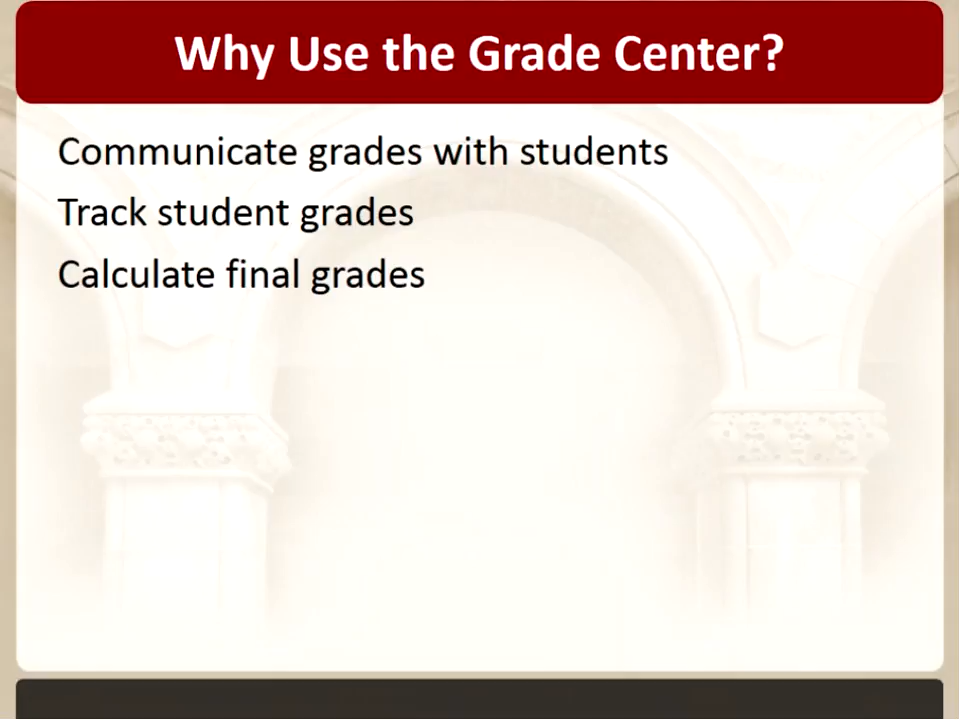 Why Use the Grade Center?
Communicate grades with students
Track student grades
Calculate final grades